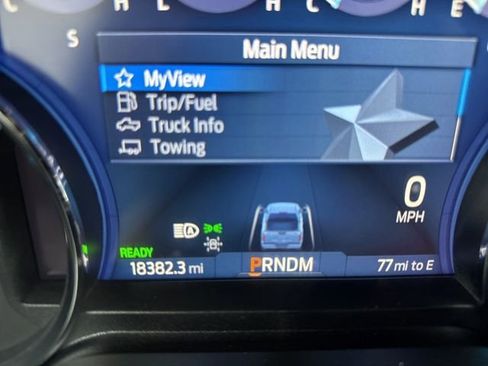 C H L H C H E
S
Main Menu
MyView
Trip/Fuel
Truck Info
Towing
0
MPH
READY
18382.3 mi PRNDM 77 mi to E